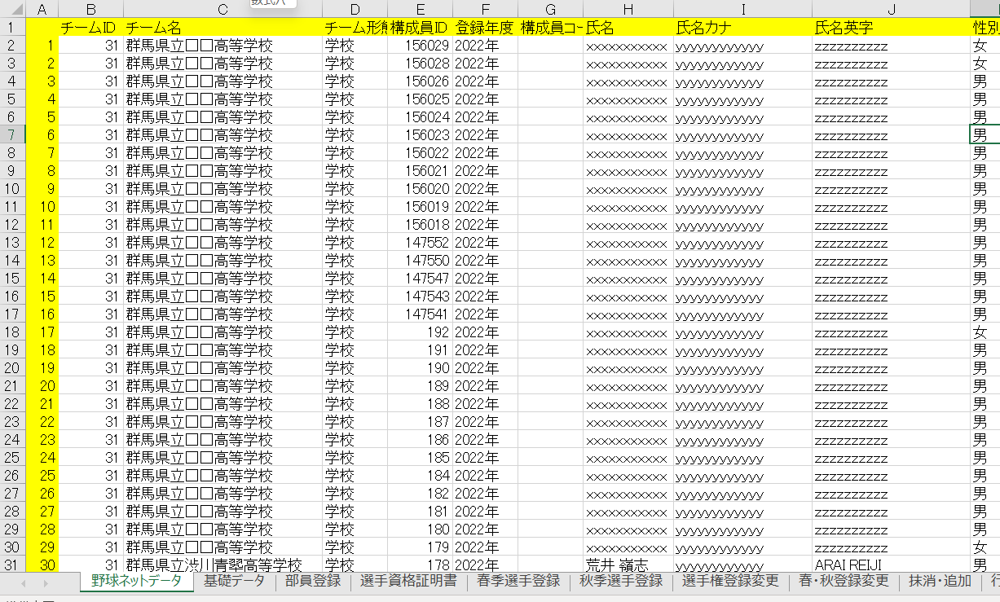 数式バ
A B C D E F G H I J
1 チームID チーム名 チーム形態 構成員ID 登録年度 構成員コー 氏名 氏名カナ 氏名英字 性別
2 1 31 群馬県立□□高等学校 学校 156029 2022年 xxxxxxxxxxx yyyyyyyyyyyy zzzzzzzzzz 女
3 2 31 群馬県立□□高等学校 学校 156028 2022年 xxxxxxxxxxx yyyyyyyyyyyy zzzzzzzzzz 女
4 3 31 群馬県立□□高等学校 学校 156026 2022年 xxxxxxxxxxx yyyyyyyyyyyy zzzzzzzzzz 男
5 4 31 群馬県立□□高等学校 学校 156025 2022年 xxxxxxxxxxx yyyyyyyyyyyy zzzzzzzzzz 男
6 5 31 群馬県立□□高等学校 学校 156024 2022年 xxxxxxxxxxx yyyyyyyyyyyy zzzzzzzzzz 男
7 6 31 群馬県立□□高等学校 学校 156023 2022年 xxxxxxxxxxx yyyyyyyyyyyy zzzzzzzzzz 男
8 7 31 群馬県立□□高等学校 学校 156022 2022年 xxxxxxxxxxx yyyyyyyyyyyy zzzzzzzzzz 男
9 8 31 群馬県立□□高等学校 学校 156021 2022年 xxxxxxxxxxx yyyyyyyyyyyy zzzzzzzzzz 男
10 9 31 群馬県立□□高等学校 学校 156020 2022年 xxxxxxxxxxx yyyyyyyyyyyy zzzzzzzzzz 男
11 10 31 群馬県立□□高等学校 学校 156019 2022年 xxxxxxxxxxx yyyyyyyyyyyy zzzzzzzzzz 男
12 11 31 群馬県立□□高等学校 学校 156018 2022年 xxxxxxxxxxx yyyyyyyyyyyy zzzzzzzzzz 男
13 12 31 群馬県立□□高等学校 学校 147552 2022年 xxxxxxxxxxx yyyyyyyyyyyy zzzzzzzzzz 男
14 13 31 群馬県立□□高等学校 学校 147550 2022年 xxxxxxxxxxx yyyyyyyyyyyy zzzzzzzzzz 男
15 14 31 群馬県立□□高等学校 学校 147547 2022年 xxxxxxxxxxx yyyyyyyyyyyy zzzzzzzzzz 男
16 15 31 群馬県立□□高等学校 学校 147543 2022年 xxxxxxxxxxx yyyyyyyyyyyy zzzzzzzzzz 男
17 16 31 群馬県立□□高等学校 学校 147541 2022年 xxxxxxxxxxx yyyyyyyyyyyy zzzzzzzzzz 男
18 17 31 群馬県立□□高等学校 学校 192 2022年 xxxxxxxxxxx yyyyyyyyyyyy zzzzzzzzzz 女
19 18 31 群馬県立□□高等学校 学校 191 2022年 xxxxxxxxxxx yyyyyyyyyyyy zzzzzzzzzz 男
20 19 31 群馬県立□□高等学校 学校 190 2022年 xxxxxxxxxxx yyyyyyyyyyyy zzzzzzzzzz 男
21 20 31 群馬県立□□高等学校 学校 189 2022年 xxxxxxxxxxx yyyyyyyyyyyy zzzzzzzzzz 男
22 21 31 群馬県立□□高等学校 学校 188 2022年 xxxxxxxxxxx yyyyyyyyyyyy zzzzzzzzzz 男
23 22 31 群馬県立□□高等学校 学校 187 2022年 xxxxxxxxxxx yyyyyyyyyyyy zzzzzzzzzz 男
24 23 31 群馬県立□□高等学校 学校 186 2022年 xxxxxxxxxxx yyyyyyyyyyyy zzzzzzzzzz 男
25 24 31 群馬県立□□高等学校 学校 185 2022年 xxxxxxxxxxx yyyyyyyyyyyy zzzzzzzzzz 男
26 25 31 群馬県立□□高等学校 学校 184 2022年 xxxxxxxxxxx yyyyyyyyyyyy zzzzzzzzzz 男
27 26 31 群馬県立□□高等学校 学校 182 2022年 xxxxxxxxxxx yyyyyyyyyyyy zzzzzzzzzz 男
28 27 31 群馬県立□□高等学校 学校 181 2022年 xxxxxxxxxxx yyyyyyyyyyyy zzzzzzzzzz 男
29 28 31 群馬県立□□高等学校 学校 180 2022年 xxxxxxxxxxx yyyyyyyyyyyy zzzzzzzzzz 男
30 29 31 群馬県立□□高等学校 学校 179 2022年 xxxxxxxxxxx yyyyyyyyyyyy zzzzzzzzzz 女
31 30 31 群馬県立渋川青翠高等学校 学校 178 2022年 荒井 嶺志 yyyyyyyyyyyy ARAI REIJI 男
野球ネットデータ 基礎データ 部員登録 選手資格証明書 春季選手登録 秋季選手登録 選手権登録変更 春・秋登録変更 抹消・追加 行